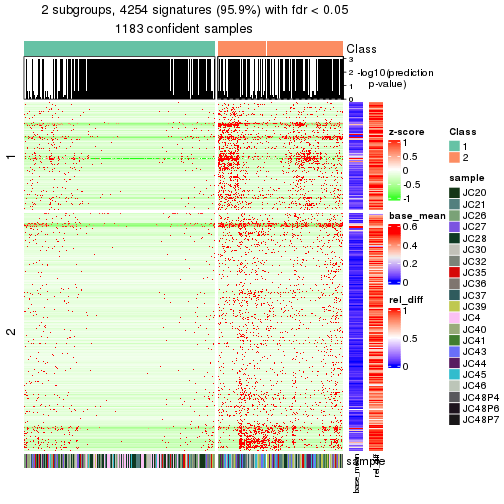 2 subgroups, 4254 signatures (95.9%) with fdr < 0.05
1183 confident samples
Class
3
2
1
0
-log10(prediction
p-value)
1
2
z-score
1
0.5
0
-0.5
-1
base_mean
0.6
0.4
0.2
0
rel_diff
1
0.5
0
Class
1
2
sample
JC20
JC21
JC26
JC27
JC28
JC30
JC32
JC35
JC36
JC37
JC39
JC4
JC40
JC41
JC43
JC44
JC45
JC46
JC48P4
JC48P6
JC48P7
sample
base_mean
rel_diff